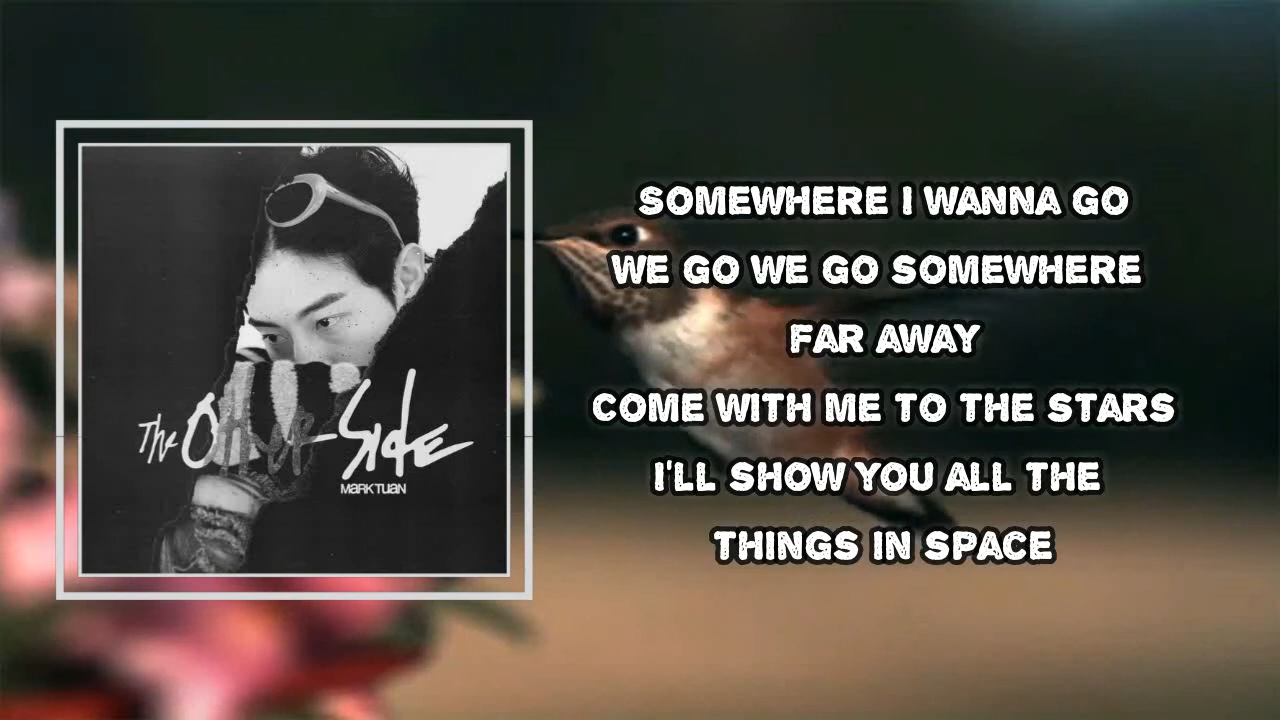 The Other Side
MARK TUAN
SOMEWHERE I WANNA GO
WE GO WE GO SOMEWHERE
FAR AWAY
COME WITH ME TO THE STARS
I'LL SHOW YOU ALL THE
THINGS IN SPACE